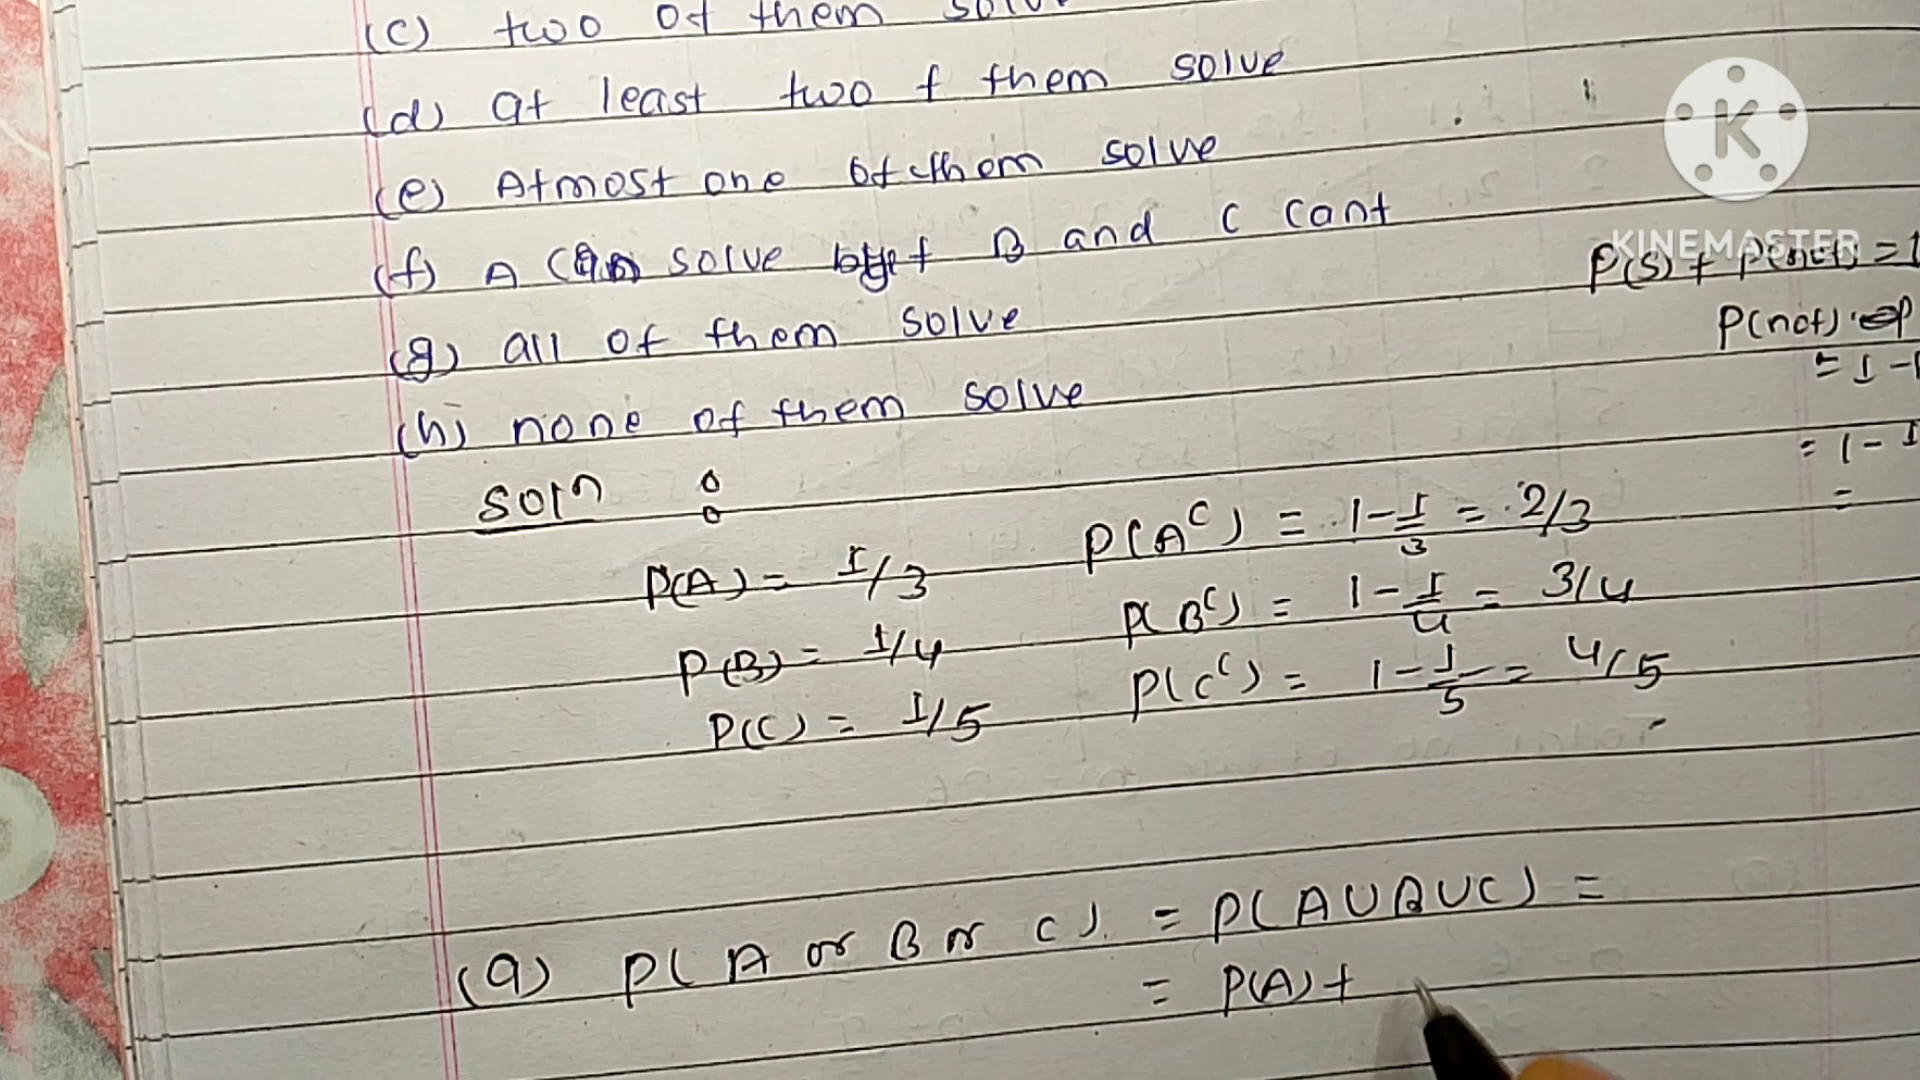 (c) two of them solve
(d) at least two f them solve
(e) Atmost one of them solve
(f) A can solve but B and C cant
(g) all of them solve
(h) none of them solve
soln :
P(A) = 1/3
P(B) = 1/4
P(C) = 1/5
P(A^C) = 1 - 1/3 = 2/3
P(B^C) = 1 - 1/4 = 3/4
P(C^C) = 1 - 1/5 = 4/5
P(S) + P(not) = 1
P(not)
= 1 -
= 1 -
=
(a) P(A or B or C) = P(AUBUC) =
= P(A) +
K
KINEMASTER